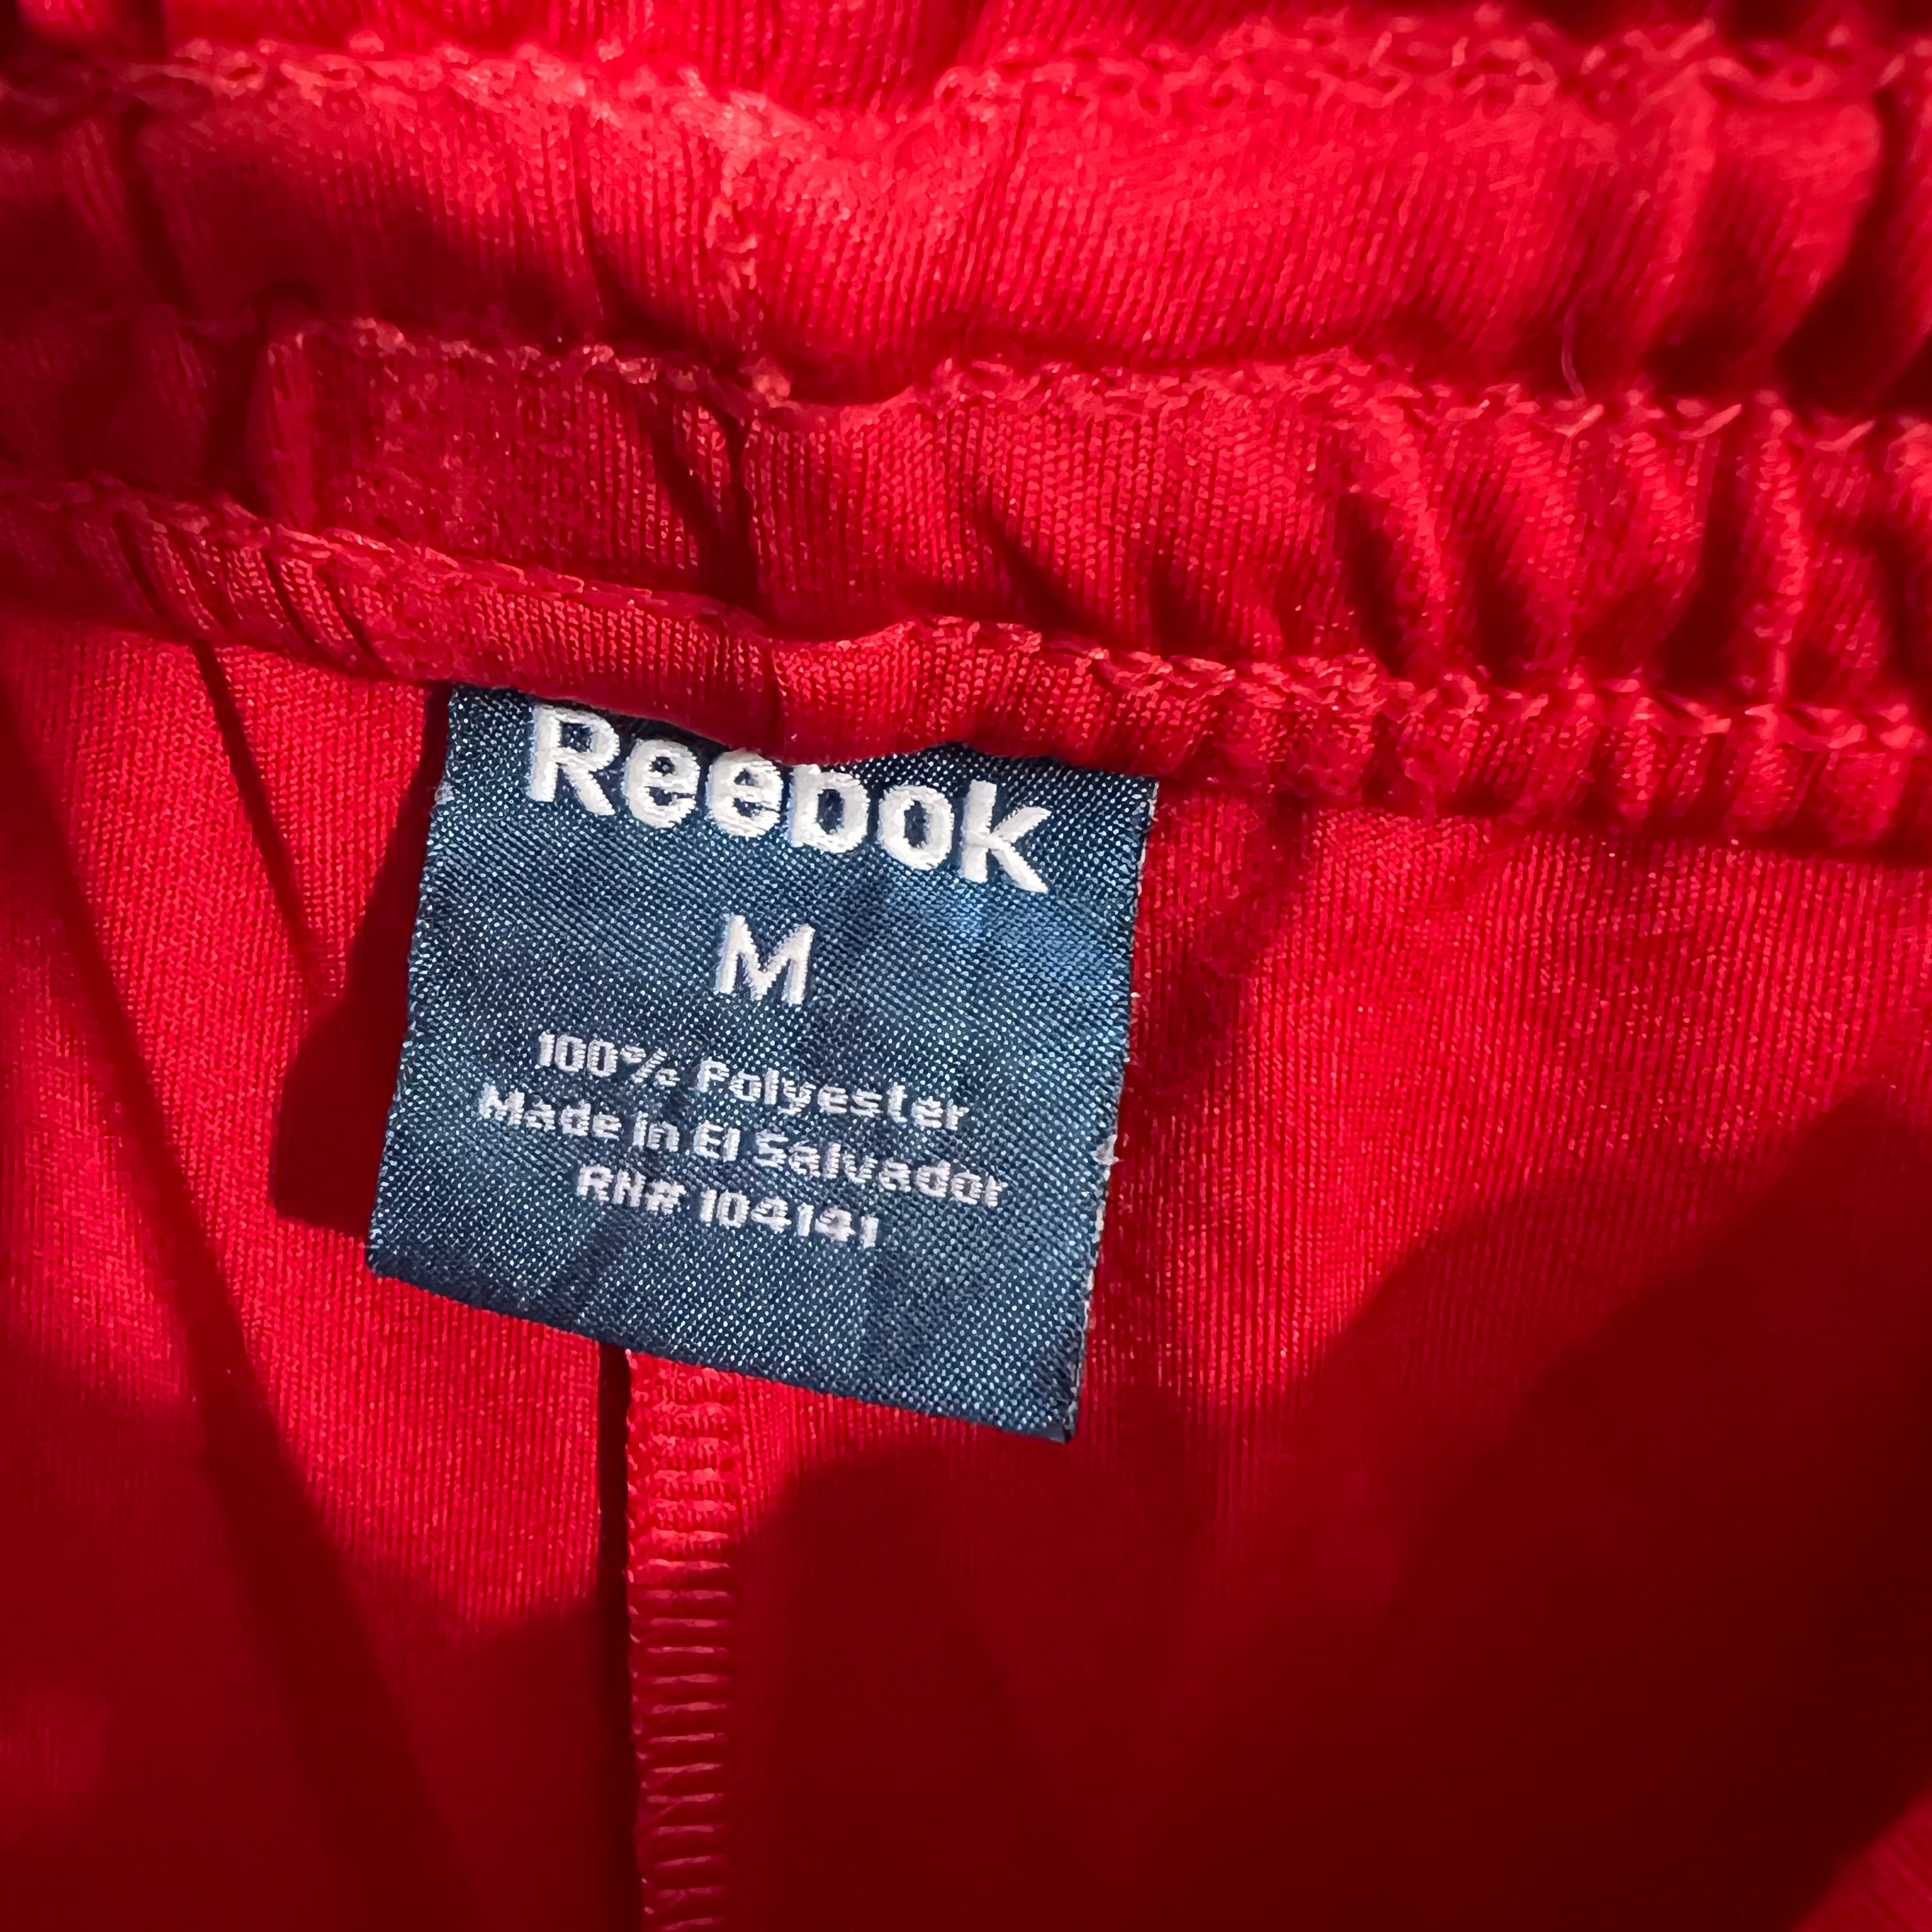 Reebok
M
100% Polyester
Made in El Salvador
RN# 104141